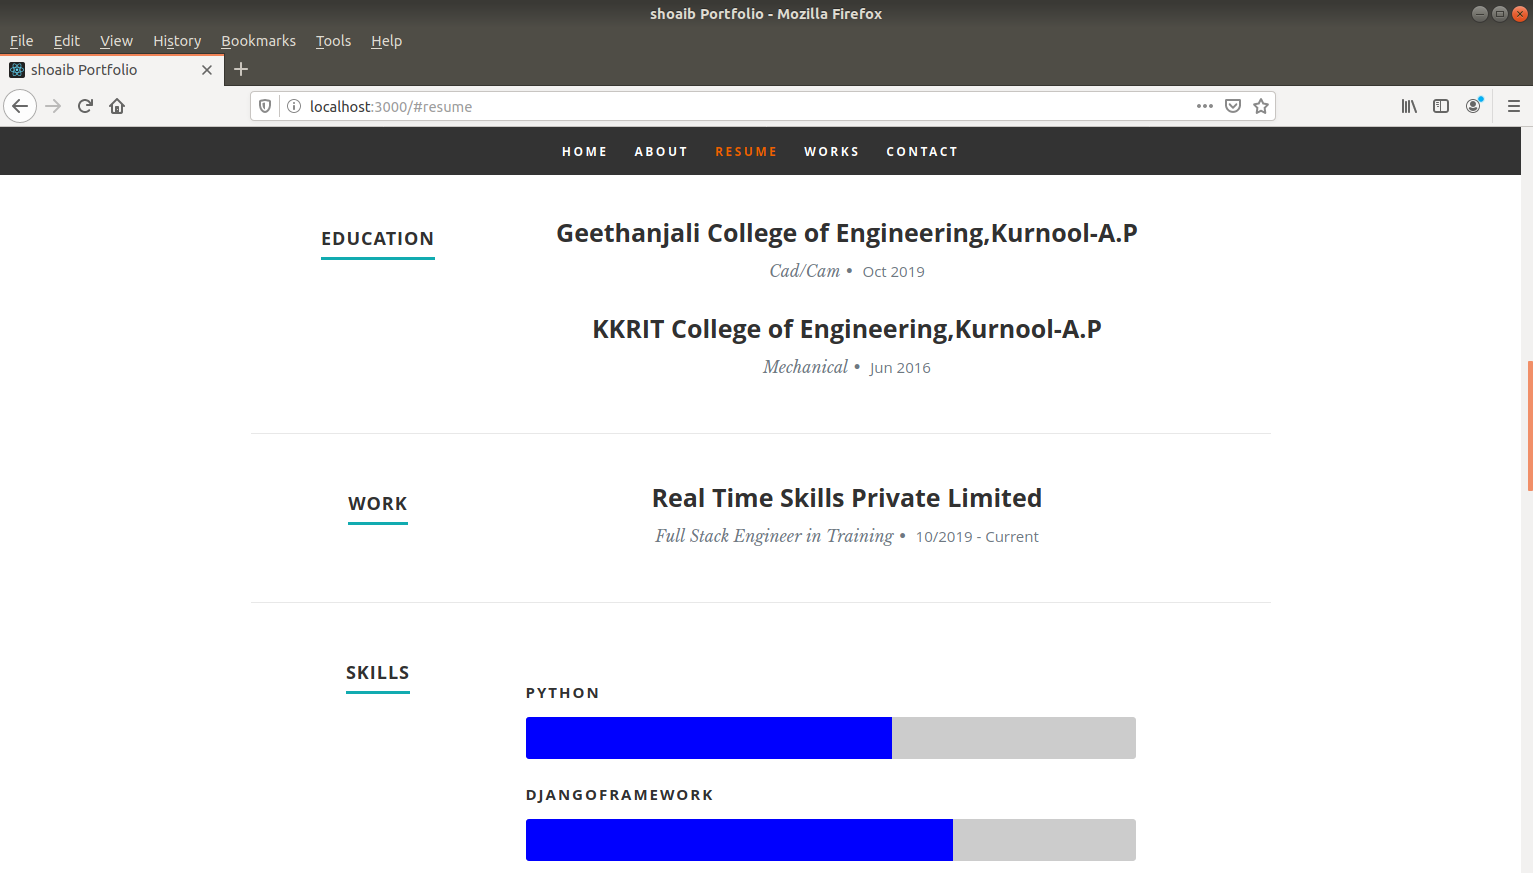 shoaib Portfolio - Mozilla Firefox
File Edit View History Bookmarks Tools Help
shoaib Portfolio
localhost:3000/#resume
HOME ABOUT RESUME WORKS CONTACT
EDUCATION
Geethanjali College of Engineering,Kurnool-A.P
Cad/Cam • Oct 2019
KKRIT College of Engineering,Kurnool-A.P
Mechanical • Jun 2016
WORK
Real Time Skills Private Limited
Full Stack Engineer in Training • 10/2019 - Current
SKILLS
PYTHON
DJANGOFRAMEWORK